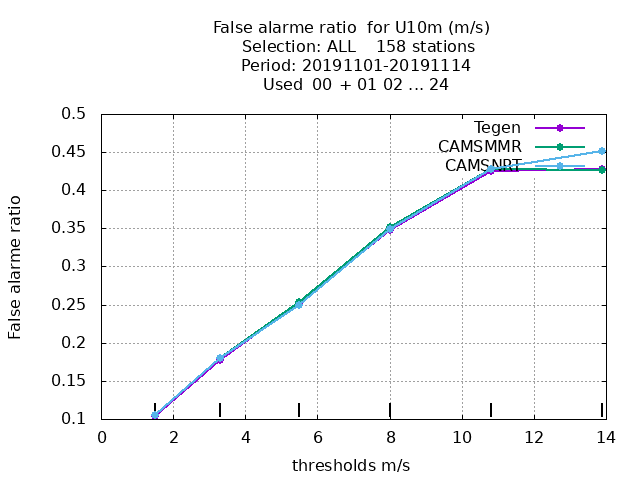 False alarme ratio  for U10m (m/s)
Selection: ALL    158 stations
Period: 20191101-20191114
Used  00 + 01 02 ... 24
0.5
0.45
0.4
0.35
0.3
0.25
0.2
0.15
0.1
False alarme ratio
Tegen
CAMSMMR
CAMSNRT
0 2 4 6 8 10 12 14
thresholds m/s